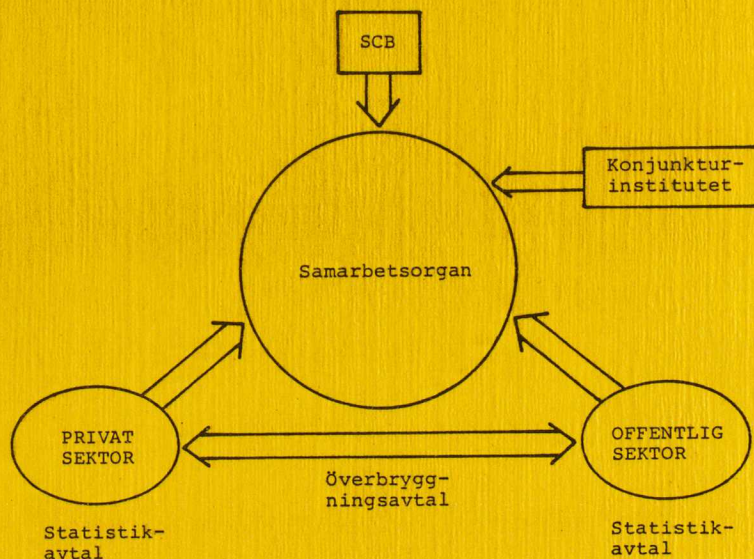 SCB
Konjunktur-
institutet
Samarbetsorgan
PRIVAT
SEKTOR
OFFENTLIG
SEKTOR
Överbrygg-
ningsavtal
Statistik-
avtal
Statistik-
avtal